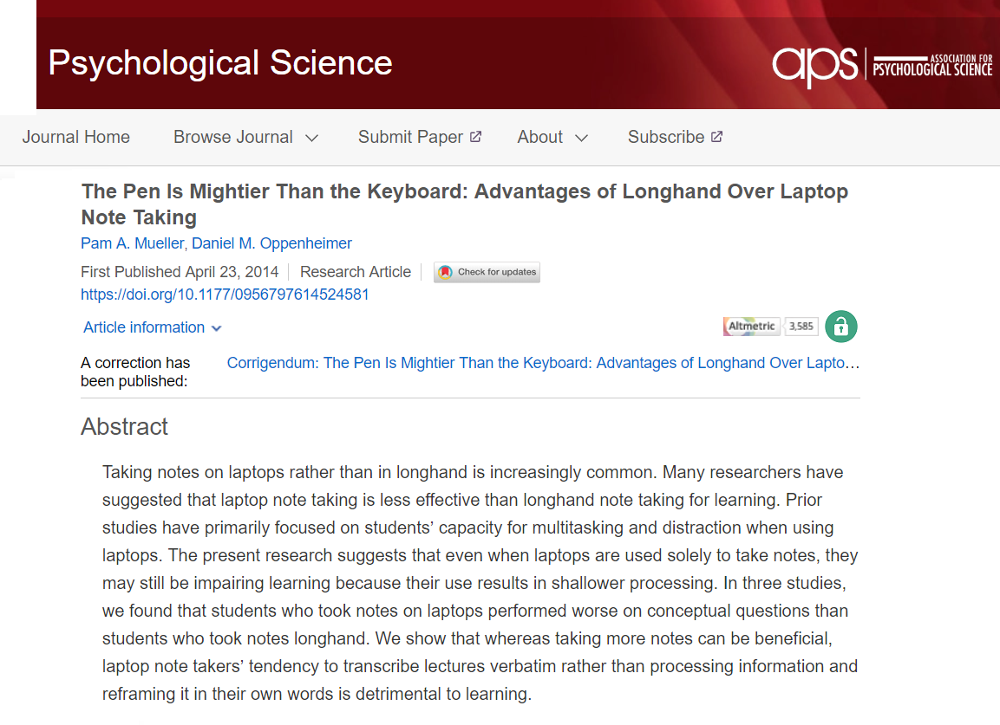 Psychological Science
aps
ASSOCIATION FOR
PSYCHOLOGICAL SCIENCE
Journal Home Browse Journal Submit Paper About Subscribe
The Pen Is Mightier Than the Keyboard: Advantages of Longhand Over Laptop
Note Taking
Pam A. Mueller, Daniel M. Oppenheimer
First Published April 23, 2014 Research Article Check for updates
https://doi.org/10.1177/0956797614524581
Article information
Altmetric 3,585
A correction has
been published:
Corrigendum: The Pen Is Mightier Than the Keyboard: Advantages of Longhand Over Lapto…
Abstract
Taking notes on laptops rather than in longhand is increasingly common. Many researchers have
suggested that laptop note taking is less effective than longhand note taking for learning. Prior
studies have primarily focused on students’ capacity for multitasking and distraction when using
laptops. The present research suggests that even when laptops are used solely to take notes, they
may still be impairing learning because their use results in shallower processing. In three studies,
we found that students who took notes on laptops performed worse on conceptual questions than
students who took notes longhand. We show that whereas taking more notes can be beneficial,
laptop note takers’ tendency to transcribe lectures verbatim rather than processing information and
reframing it in their own words is detrimental to learning.